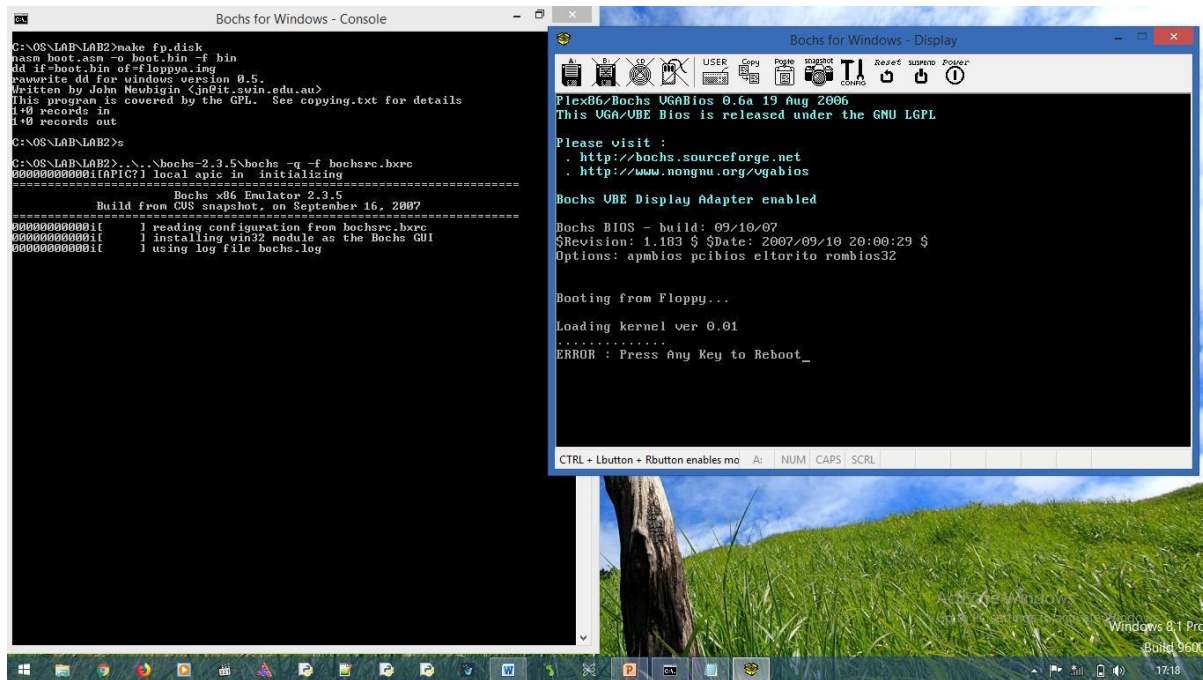 Bochs for Windows - Console
C:\OS\LAB\LAB2>make fp.disk
nasm boot.asm -o boot.bin -f bin
dd if=boot.bin of=floppya.img
rawwrite dd for windows version 0.5.
Written by John Newbigin <jn@it.swin.edu.au>
This program is covered by the GPL.  See copying.txt for details
1+0 records in
1+0 records out
C:\OS\LAB\LAB2>s
C:\OS\LAB\LAB2>..\..\bochs-2.3.5\bochs -q -f bochsrc.bxrc
00000000000i[APIC?] local apic in  initializing
========================================================================
Bochs x86 Emulator 2.3.5
Build from CVS snapshot, on September 16, 2007
========================================================================
00000000000i[     ] reading configuration from bochsrc.bxrc
00000000000i[     ] installing win32 module as the Bochs GUI
00000000000i[     ] using log file bochs.log
Bochs for Windows - Display
A: B: CD USER Copy Paste snapshot CONFIG Reset SUSPEND Power
Plex86/Bochs VGABios 0.6a 19 Aug 2006
This VGA/VBE Bios is released under the GNU LGPL
Please visit :
. http://bochs.sourceforge.net
. http://www.nongnu.org/vgabios
Bochs VBE Display Adapter enabled
Bochs BIOS - build: 09/10/07
$Revision: 1.183 $ $Date: 2007/09/10 20:00:29 $
Options: apmbios pcibios eltorito rombios32
Booting from Floppy...
Loading kernel ver 0.01
..............
ERROR : Press Any Key to Reboot_
CTRL + Lbutton + Rbutton enables mo A: NUM CAPS SCRL
Activate Windows
Windows 8.1 Pro
Build 9600
17:18